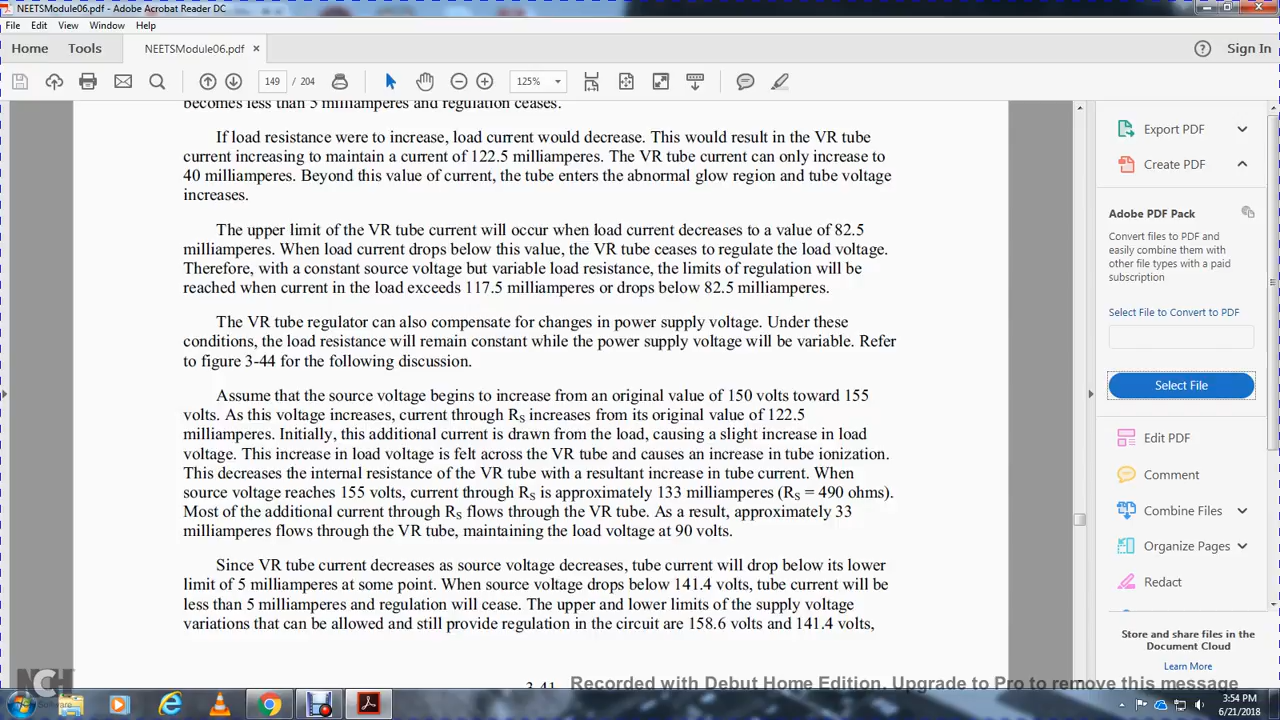 NEETSModule06.pdf - Adobe Acrobat Reader DC
File Edit View Window Help
Home Tools NEETSModule06.pdf × Sign In
149 / 204 125%
becomes less than 5 milliamperes and regulation ceases.
If load resistance were to increase, load current would decrease. This would result in the VR tube
current increasing to maintain a current of 122.5 milliamperes. The VR tube current can only increase to
40 milliamperes. Beyond this value of current, the tube enters the abnormal glow region and tube voltage
increases.
The upper limit of the VR tube current will occur when load current decreases to a value of 82.5
milliamperes. When load current drops below this value, the VR tube ceases to regulate the load voltage.
Therefore, with a constant source voltage but variable load resistance, the limits of regulation will be
reached when current in the load exceeds 117.5 milliamperes or drops below 82.5 milliamperes.
The VR tube regulator can also compensate for changes in power supply voltage. Under these
conditions, the load resistance will remain constant while the power supply voltage will be variable. Refer
to figure 3-44 for the following discussion.
Assume that the source voltage begins to increase from an original value of 150 volts toward 155
volts. As this voltage increases, current through RS increases from its original value of 122.5
milliamperes. Initially, this additional current is drawn from the load, causing a slight increase in load
voltage. This increase in load voltage is felt across the VR tube and causes an increase in tube ionization.
This decreases the internal resistance of the VR tube with a resultant increase in tube current. When
source voltage reaches 155 volts, current through RS is approximately 133 milliamperes (RS = 490 ohms).
Most of the additional current through RS flows through the VR tube. As a result, approximately 33
milliamperes flows through the VR tube, maintaining the load voltage at 90 volts.
Since VR tube current decreases as source voltage decreases, tube current will drop below its lower
limit of 5 milliamperes at some point. When source voltage drops below 141.4 volts, tube current will be
less than 5 milliamperes and regulation will cease. The upper and lower limits of the supply voltage
variations that can be allowed and still provide regulation in the circuit are 158.6 volts and 141.4 volts,
3-41
Export PDF
Create PDF
Adobe PDF Pack
Convert files to PDF and
easily combine them with
other file types with a paid
subscription
Select File to Convert to PDF
Select File
Edit PDF
Comment
Combine Files
Organize Pages
Redact
Store and share files in the
Document Cloud
Learn More
NCH
Software
Recorded with Debut Home Edition. Upgrade to Pro to remove this message
3:54 PM
6/21/2018